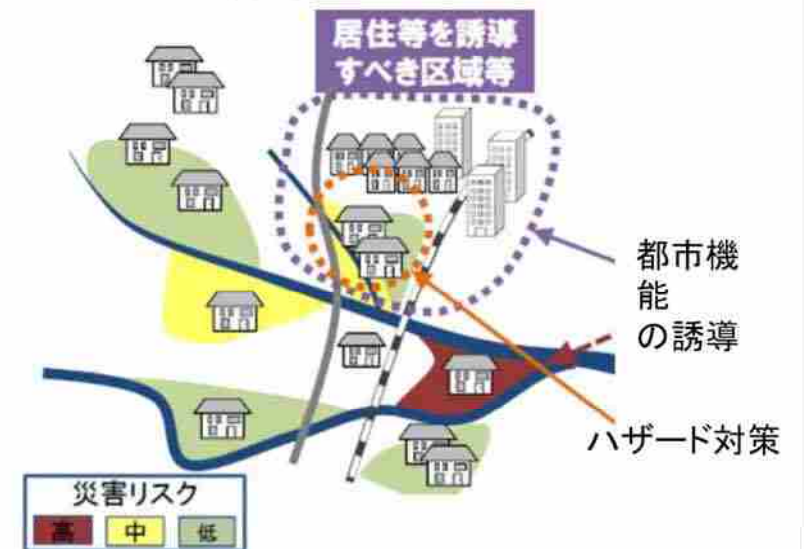 居住等を誘導
すべき区域等
都市機
能
の誘導
ハザード対策
災害リスク
高 中 低